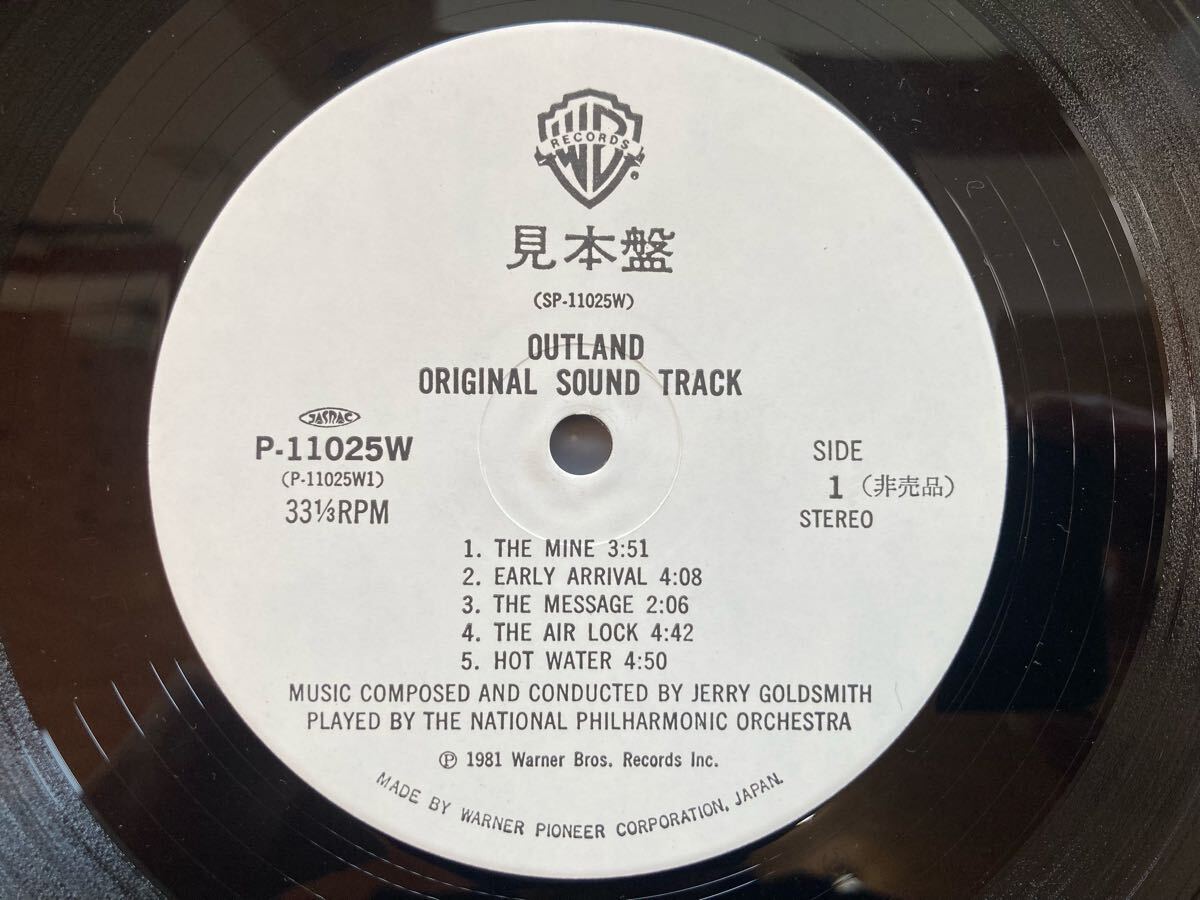 WB
RECORDS
見本盤
(SP-11025W)
OUTLAND
ORIGINAL SOUND TRACK
JASRAC
P-11025W
(P-11025W1)
33⅓RPM
SIDE
1 (非売品)
STEREO
1. THE MINE 3:51
2. EARLY ARRIVAL 4:08
3. THE MESSAGE 2:06
4. THE AIR LOCK 4:42
5. HOT WATER 4:50
MUSIC COMPOSED AND CONDUCTED BY JERRY GOLDSMITH
PLAYED BY THE NATIONAL PHILHARMONIC ORCHESTRA
℗ 1981 Warner Bros. Records Inc.
MADE BY WARNER PIONEER CORPORATION, JAPAN.